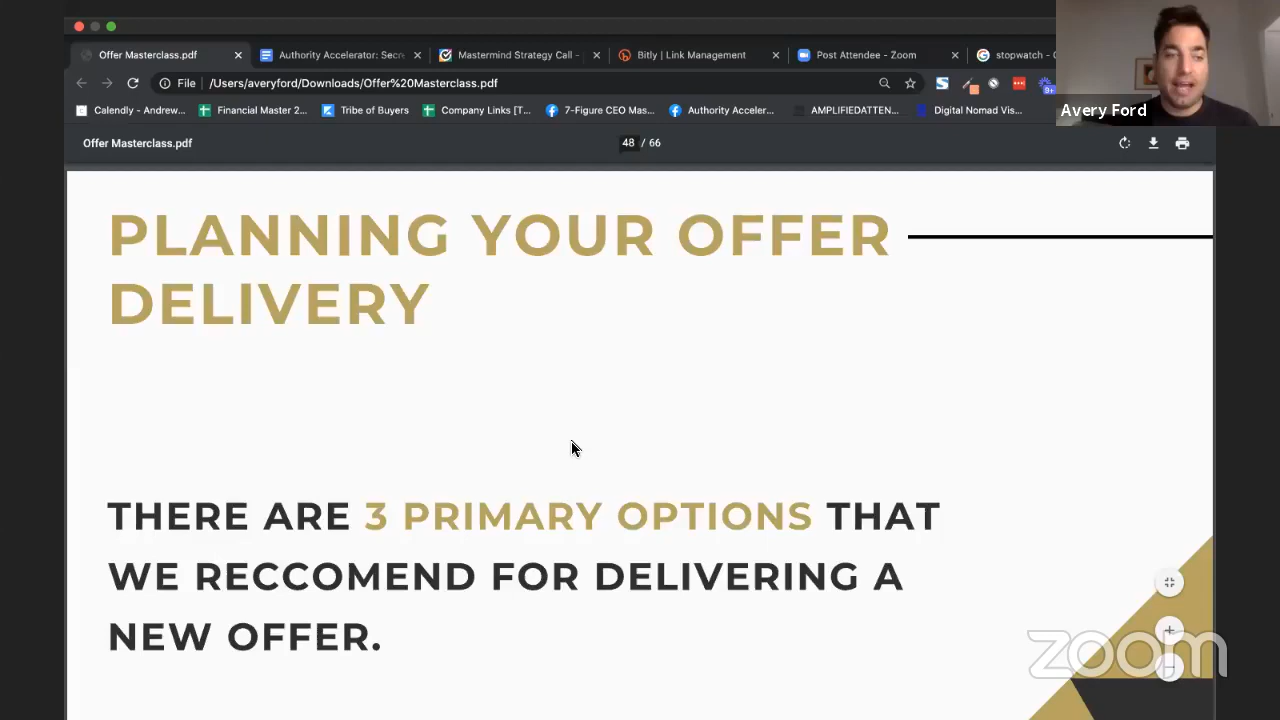 Offer Masterclass.pdf
Authority Accelerator: Secre
Mastermind Strategy Call -
Bitly | Link Management
Post Attendee - Zoom
stopwatch -
File
/Users/averyford/Downloads/Offer%20Masterclass.pdf
9+
Calendly - Andrew...
Financial Master 2...
Tribe of Buyers
Company Links [T...
7-Figure CEO Mas...
Authority Acceler...
AMPLIFIEDATTEN...
Digital Nomad Vis...
Avery Ford
Offer Masterclass.pdf
48 / 66
PLANNING YOUR OFFER
DELIVERY
THERE ARE 3 PRIMARY OPTIONS THAT
WE RECCOMEND FOR DELIVERING A
NEW OFFER.
zoom